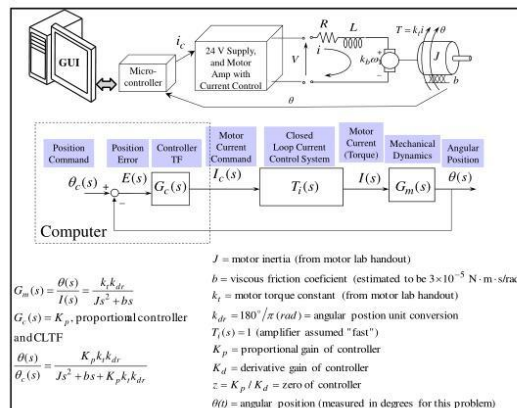 GUI
Micro-
controller
i_c
24 V Supply, and Motor
Amp with
Current Control
V
R
L
i
k_b ω
T = k_t i
θ
J
b
θ
Position
Command
Position
Error
Controller
TF
Motor
Current
Command
Closed
Loop Current
Control System
Motor
Current
(Torque)
Mechanical
Dynamics
Angular
Position
θ_c(s)
+
−
E(s)
G_c(s)
I_c(s)
T_i(s)
I(s)
G_m(s)
θ(s)
Computer
G_m(s) = θ(s)/I(s) = k_t k_dr / (Js² + bs)
G_c(s) = K_p, proportional controller
and CLTF
θ(s)/θ_c(s) = K_p k_t k_dr / (Js² + bs + K_p k_t k_dr)
J = motor inertia (from motor lab handout)
b = viscous friction coeficient (estimated to be 3×10⁻⁵ N·m·s/rad
k_t = motor torque constant (from motor lab handout)
k_dr = 180°/π (rad) = angular postion unit conversion
T_i(s) = 1 (amplifier assumed "fast")
K_p = proportional gain of controller
K_d = derivative gain of controller
z = K_p / K_d = zero of controller
θ(t) = angular position (measured in degrees for this problem)